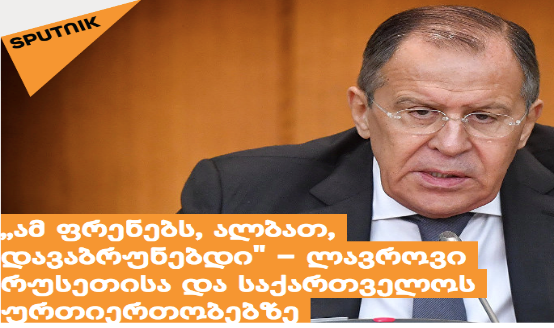 SPUTNIK
„ამ ფრენებს, ალბათ,
დავაბრუნებდი" – ლავროვი
რუსეთისა და საქართველოს
ურთიერთობებზე